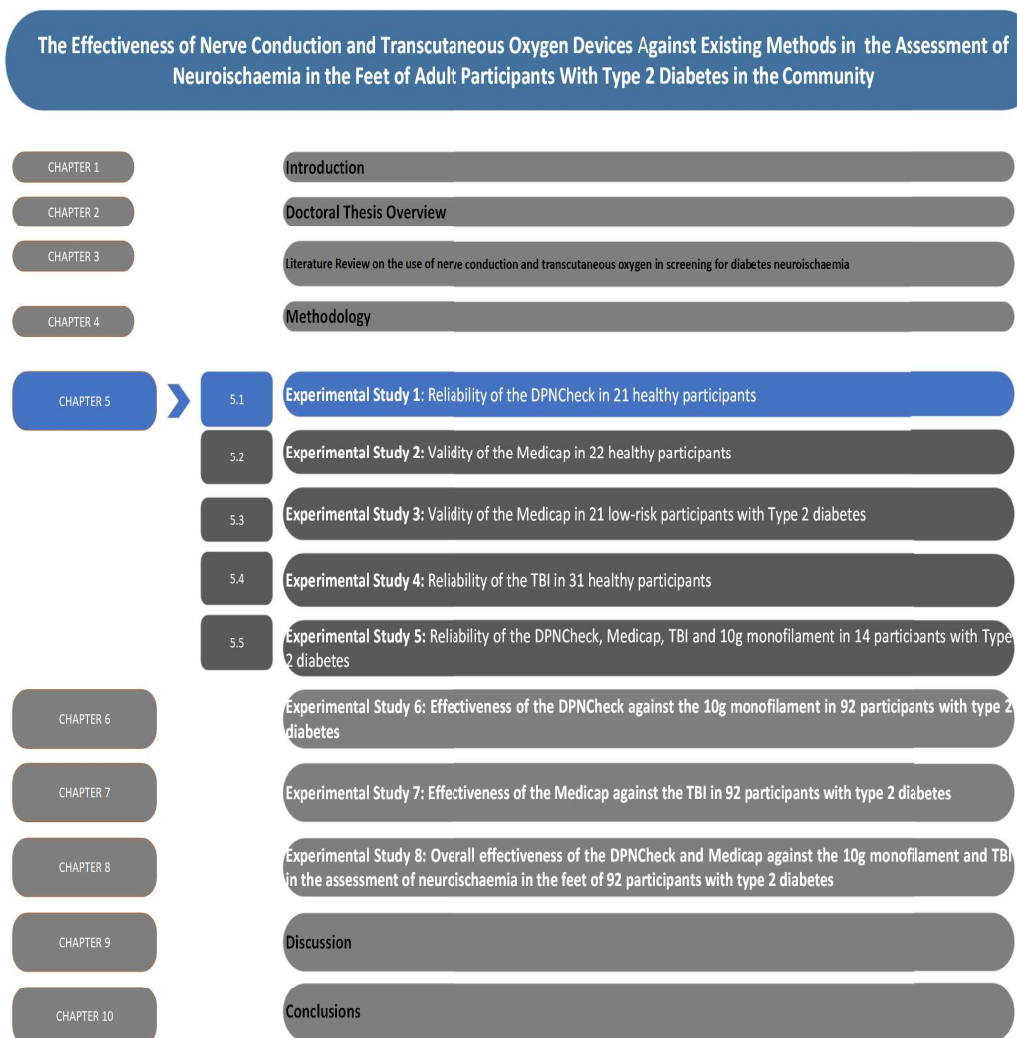 The Effectiveness of Nerve Conduction and Transcutaneous Oxygen Devices Against Existing Methods in the Assessment of
Neuroischaemia in the Feet of Adult Participants With Type 2 Diabetes in the Community
CHAPTER 1
Introduction
CHAPTER 2
Doctoral Thesis Overview
CHAPTER 3
Literature Review on the use of nerve conduction and transcutaneous oxygen in screening for diabetes neuroischaemia
CHAPTER 4
Methodology
CHAPTER 5
5.1
Experimental Study 1: Reliability of the DPNCheck in 21 healthy participants
5.2
Experimental Study 2: Validity of the Medicap in 22 healthy participants
5.3
Experimental Study 3: Validity of the Medicap in 21 low-risk participants with Type 2 diabetes
5.4
Experimental Study 4: Reliability of the TBI in 31 healthy participants
5.5
Experimental Study 5: Reliability of the DPNCheck, Medicap, TBI and 10g monofilament in 14 participants with Type
2 diabetes
CHAPTER 6
Experimental Study 6: Effectiveness of the DPNCheck against the 10g monofilament in 92 participants with type 2
diabetes
CHAPTER 7
Experimental Study 7: Effectiveness of the Medicap against the TBI in 92 participants with type 2 diabetes
CHAPTER 8
Experimental Study 8: Overall effectiveness of the DPNCheck and Medicap against the 10g monofilament and TBI
in the assessment of neuroischaemia in the feet of 92 participants with type 2 diabetes
CHAPTER 9
Discussion
CHAPTER 10
Conclusions